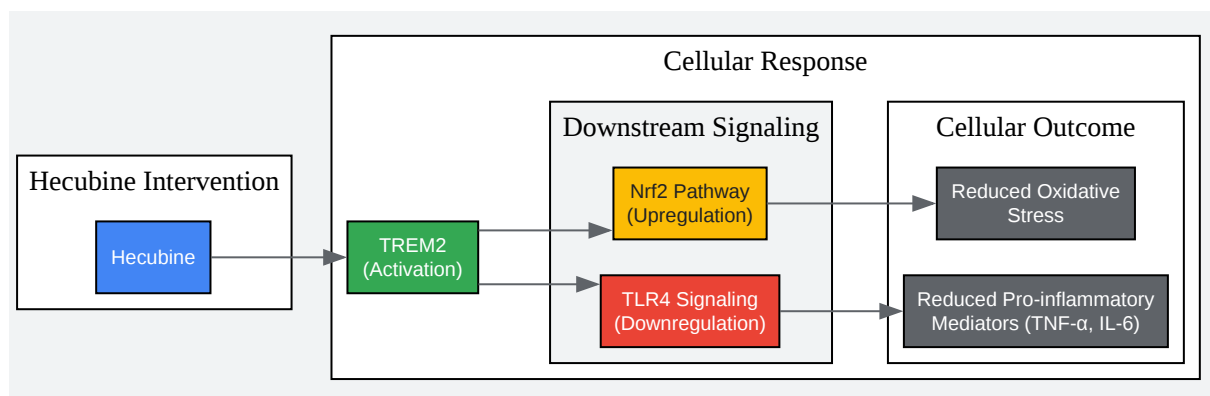 Cellular Response
Downstream Signaling
Cellular Outcome
Hecubine Intervention
Hecubine
TREM2
(Activation)
Nrf2 Pathway
(Upregulation)
Reduced Oxidative
Stress
TLR4 Signaling
(Downregulation)
Reduced Pro-inflammatory
Mediators (TNF-α, IL-6)